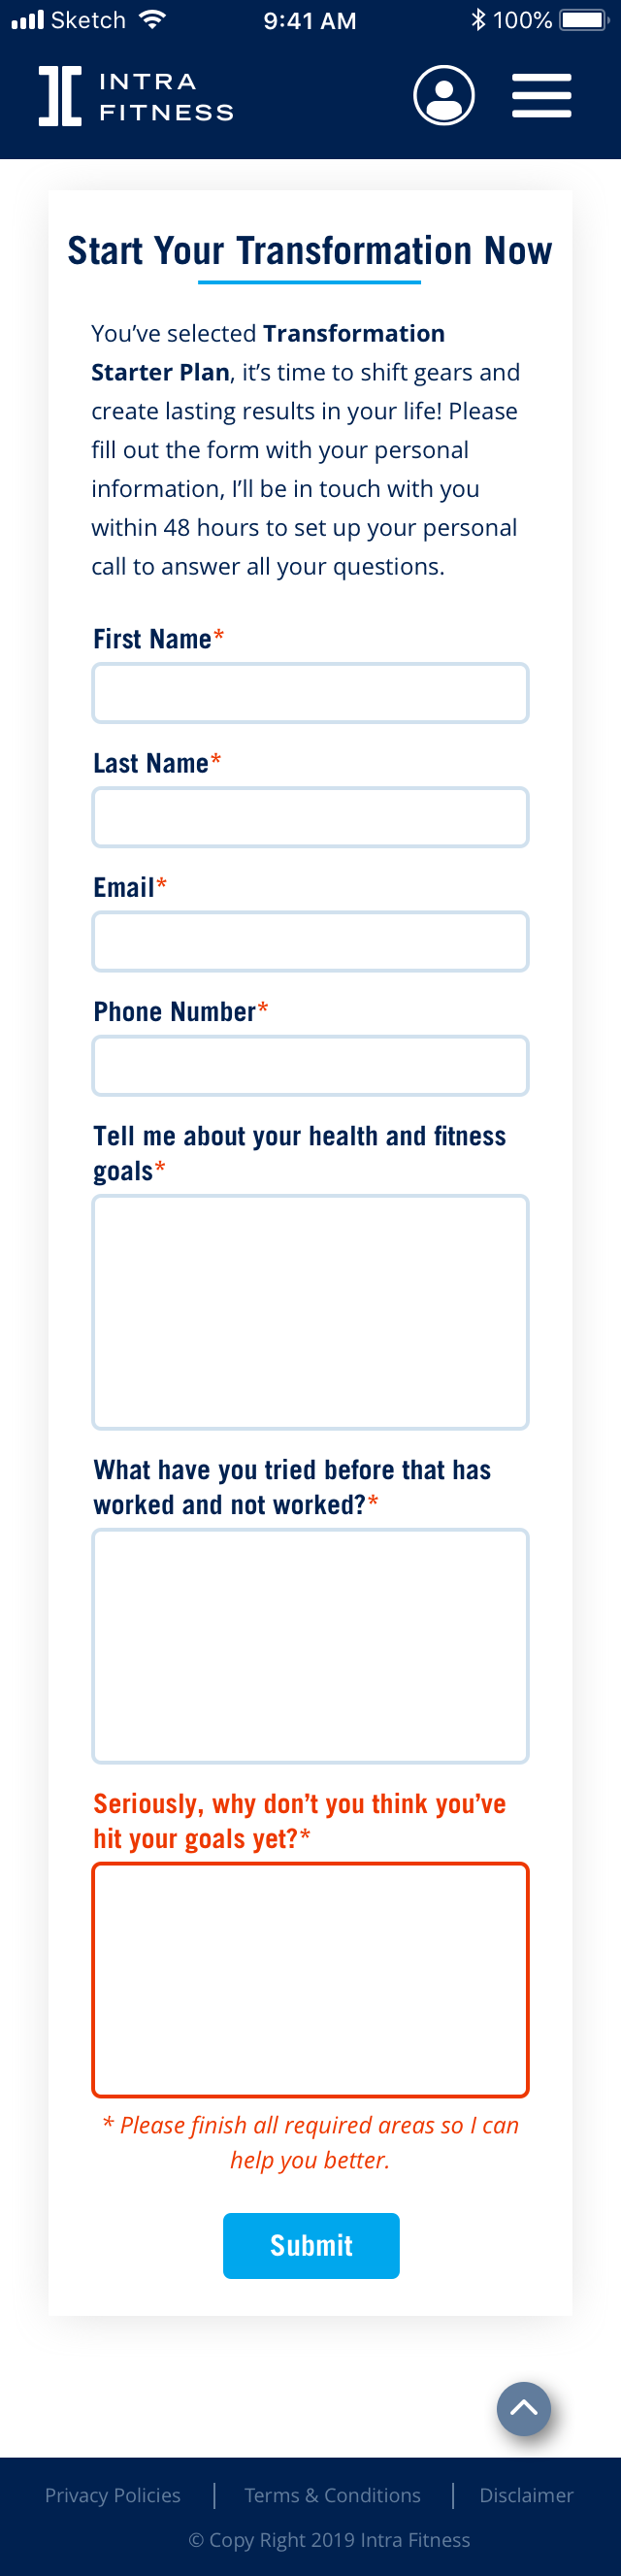 Sketch 9:41 AM 100%
INTRA
FITNESS
Start Your Transformation Now
You’ve selected Transformation
Starter Plan, it’s time to shift gears and
create lasting results in your life! Please
fill out the form with your personal
information, I’ll be in touch with you
within 48 hours to set up your personal
call to answer all your questions.
First Name*
Last Name*
Email*
Phone Number*
Tell me about your health and fitness
goals*
What have you tried before that has
worked and not worked?*
Seriously, why don’t you think you’ve
hit your goals yet?*
* Please finish all required areas so I can
help you better.
Submit
Privacy Policies | Terms & Conditions | Disclaimer
© Copy Right 2019 Intra Fitness